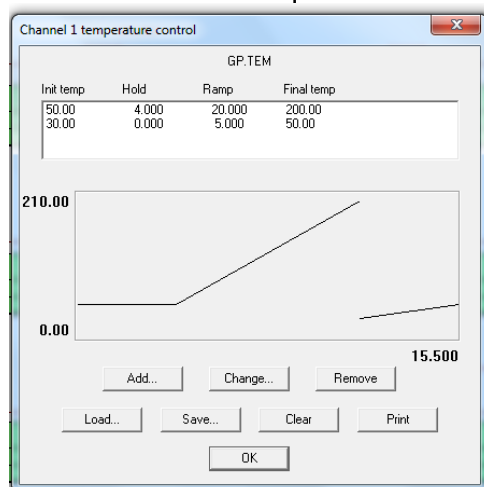 Channel 1 temperature control
GP.TEM
Init temp Hold Ramp Final temp
50.00 4.000 20.000 200.00
30.00 0.000 5.000 50.00
210.00
0.00
15.500
Add... Change... Remove
Load... Save... Clear Print
OK